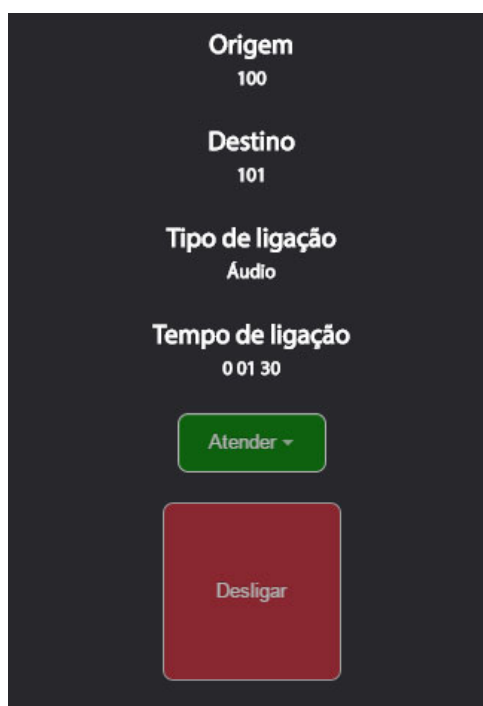 Origem
100
Destino
101
Tipo de ligação
Áudio
Tempo de ligação
0 01 30
Atender
Desligar